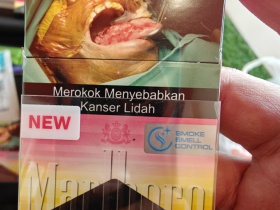 Merokok Menyebabkan
Kanser Lidah
NEW
SMOKE
SMELL
CONTROL
Marlboro